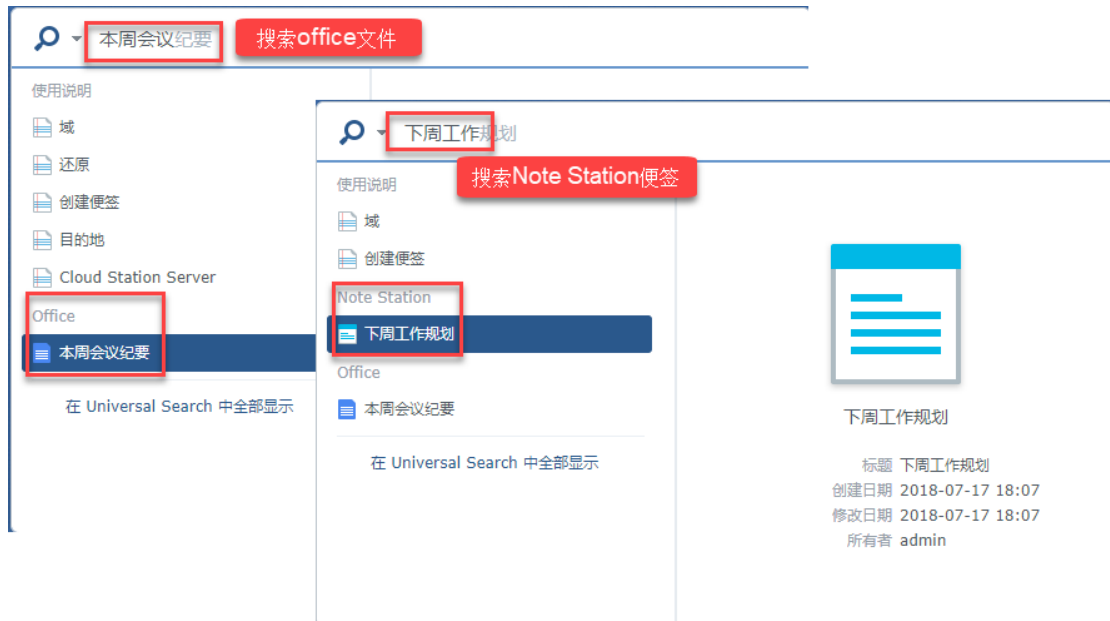 本周会议纪要
搜索office文件
使用说明
域
还原
创建便签
目的地
Cloud Station Server
Office
本周会议纪要
在 Universal Search 中全部显示
下周工作规划
搜索Note Station便签
使用说明
域
创建便签
Note Station
下周工作规划
Office
本周会议纪要
在 Universal Search 中全部显示
下周工作规划
标题 下周工作规划
创建日期 2018-07-17 18:07
修改日期 2018-07-17 18:07
所有者 admin